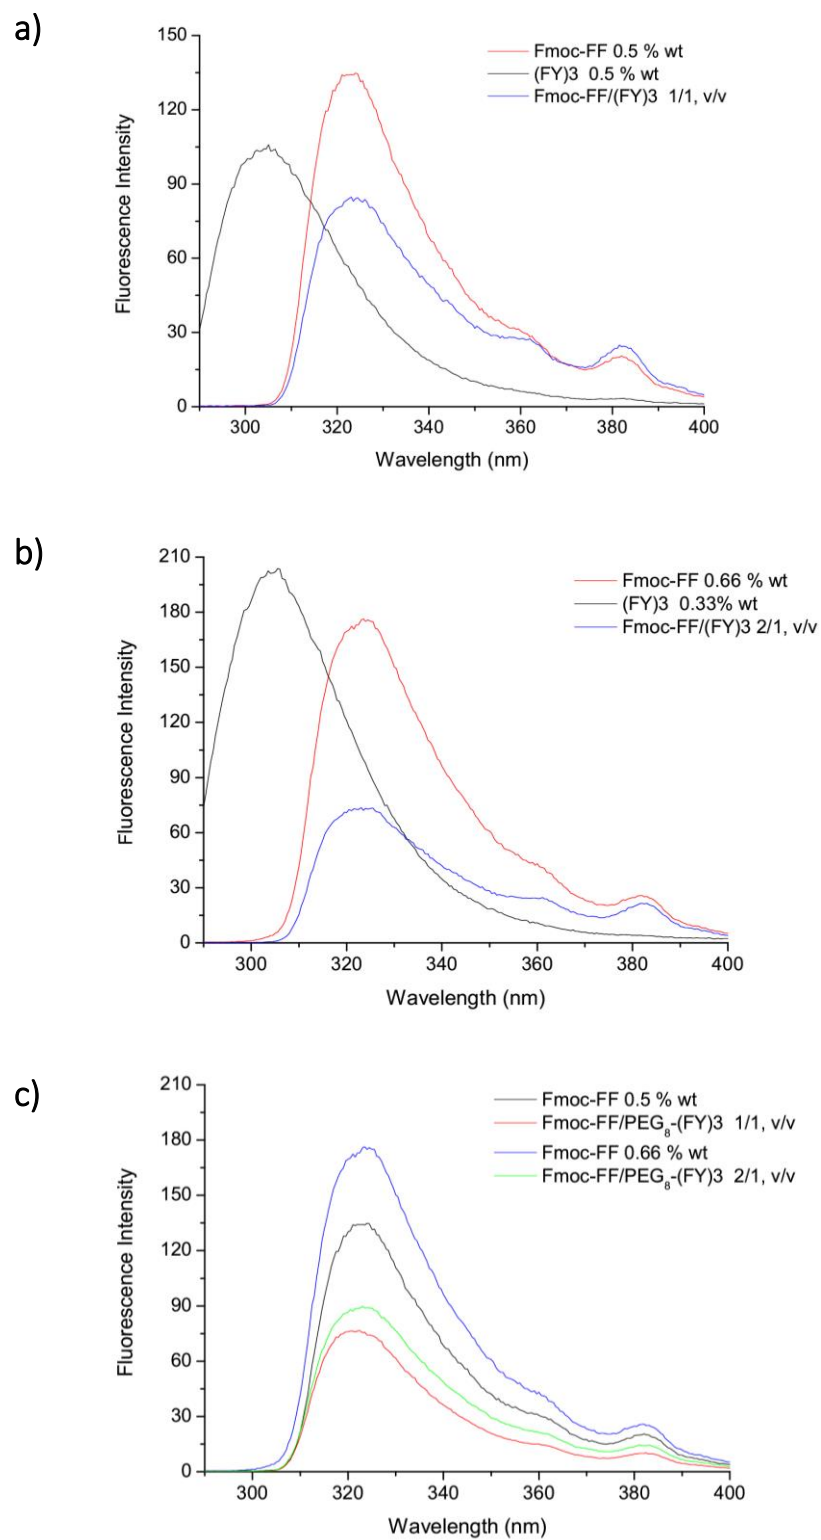 a)
150
120
90
60
30
0
Fluorescence Intensity
Fmoc-FF 0.5 % wt
(FY)3 0.5 % wt
Fmoc-FF/(FY)3 1/1, v/v
300 320 340 360 380 400
Wavelength (nm)
b)
210
180
150
120
90
60
30
0
Fluorescence Intensity
Fmoc-FF 0.66 % wt
(FY)3 0.33% wt
Fmoc-FF/(FY)3 2/1, v/v
300 320 340 360 380 400
Wavelength (nm)
c)
210
180
150
120
90
60
30
0
Fluorescence Intensity
Fmoc-FF 0.5 % wt
Fmoc-FF/PEG₈-(FY)3 1/1, v/v
Fmoc-FF 0.66 % wt
Fmoc-FF/PEG₈-(FY)3 2/1, v/v
300 320 340 360 380 400
Wavelength (nm)